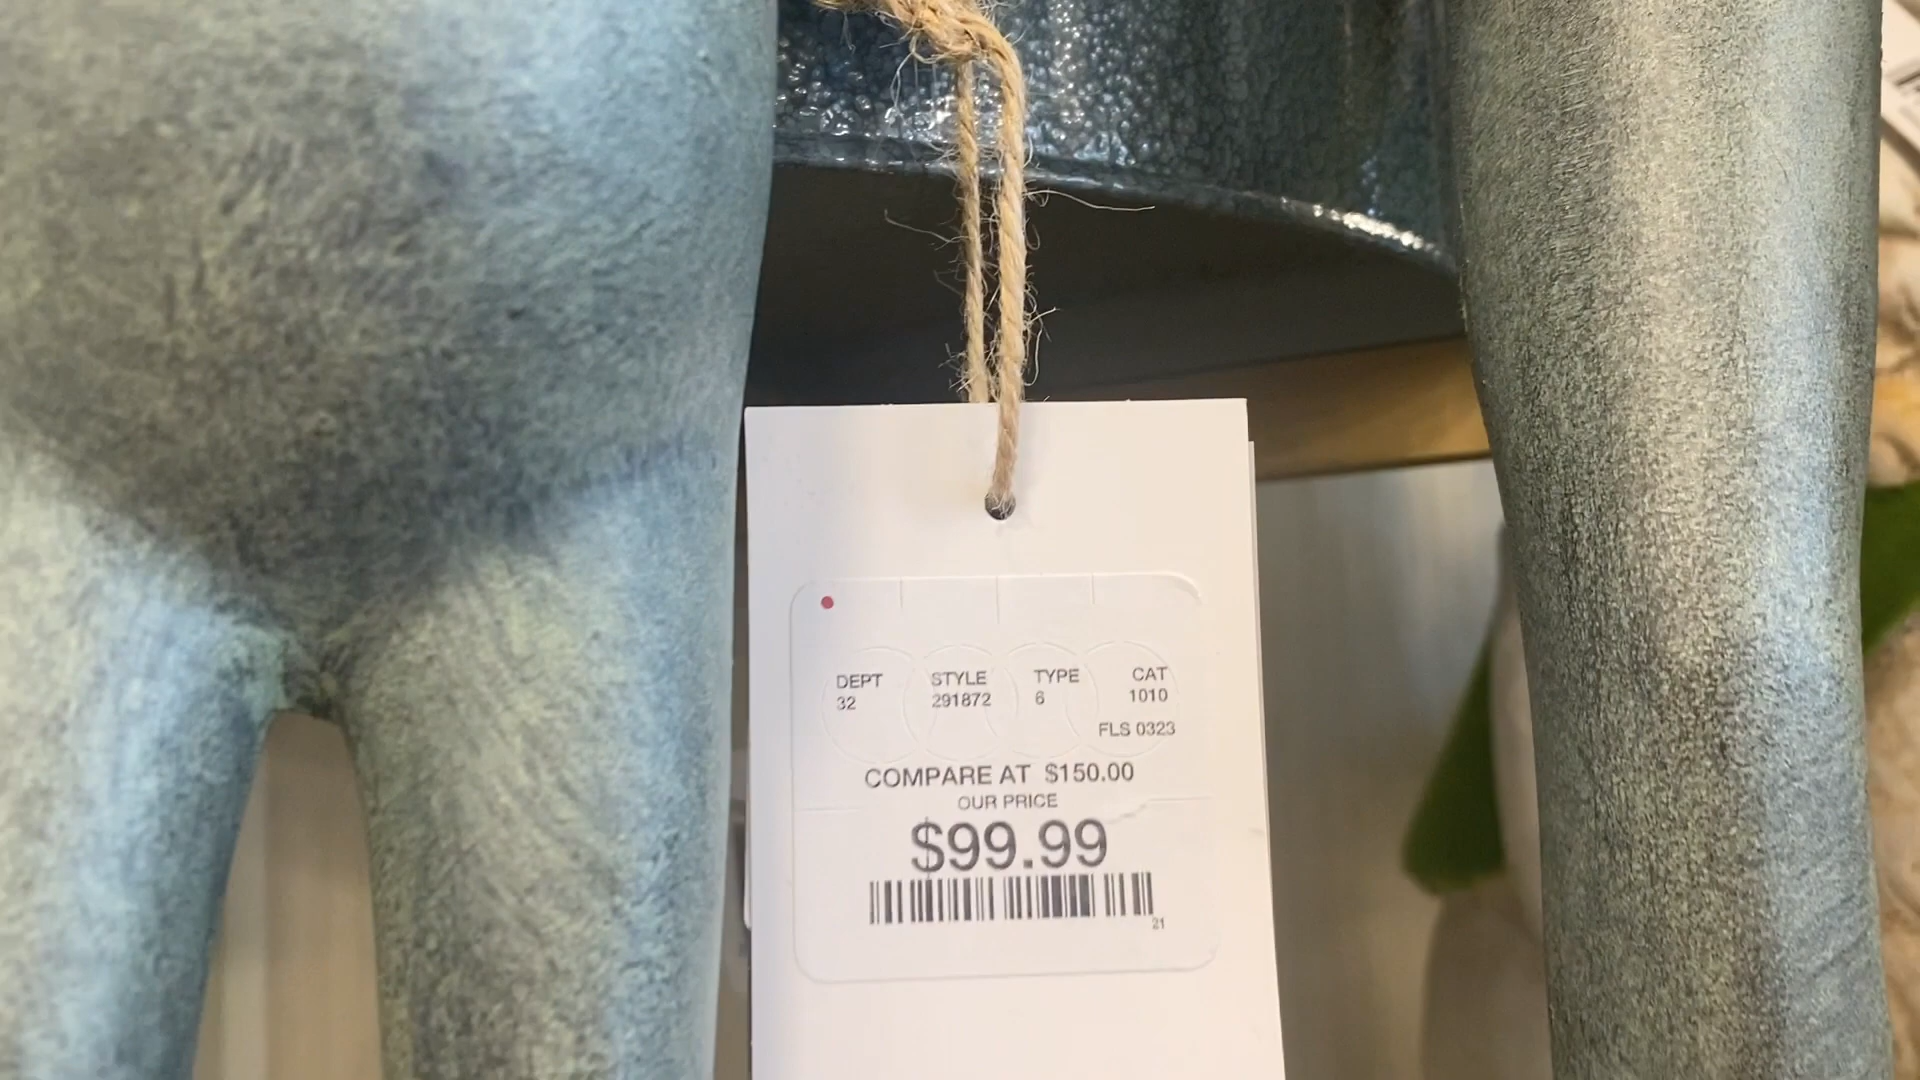 DEPT STYLE TYPE CAT
32 291872 6 1010
FLS 0323
COMPARE AT $150.00
OUR PRICE
$99.99
21